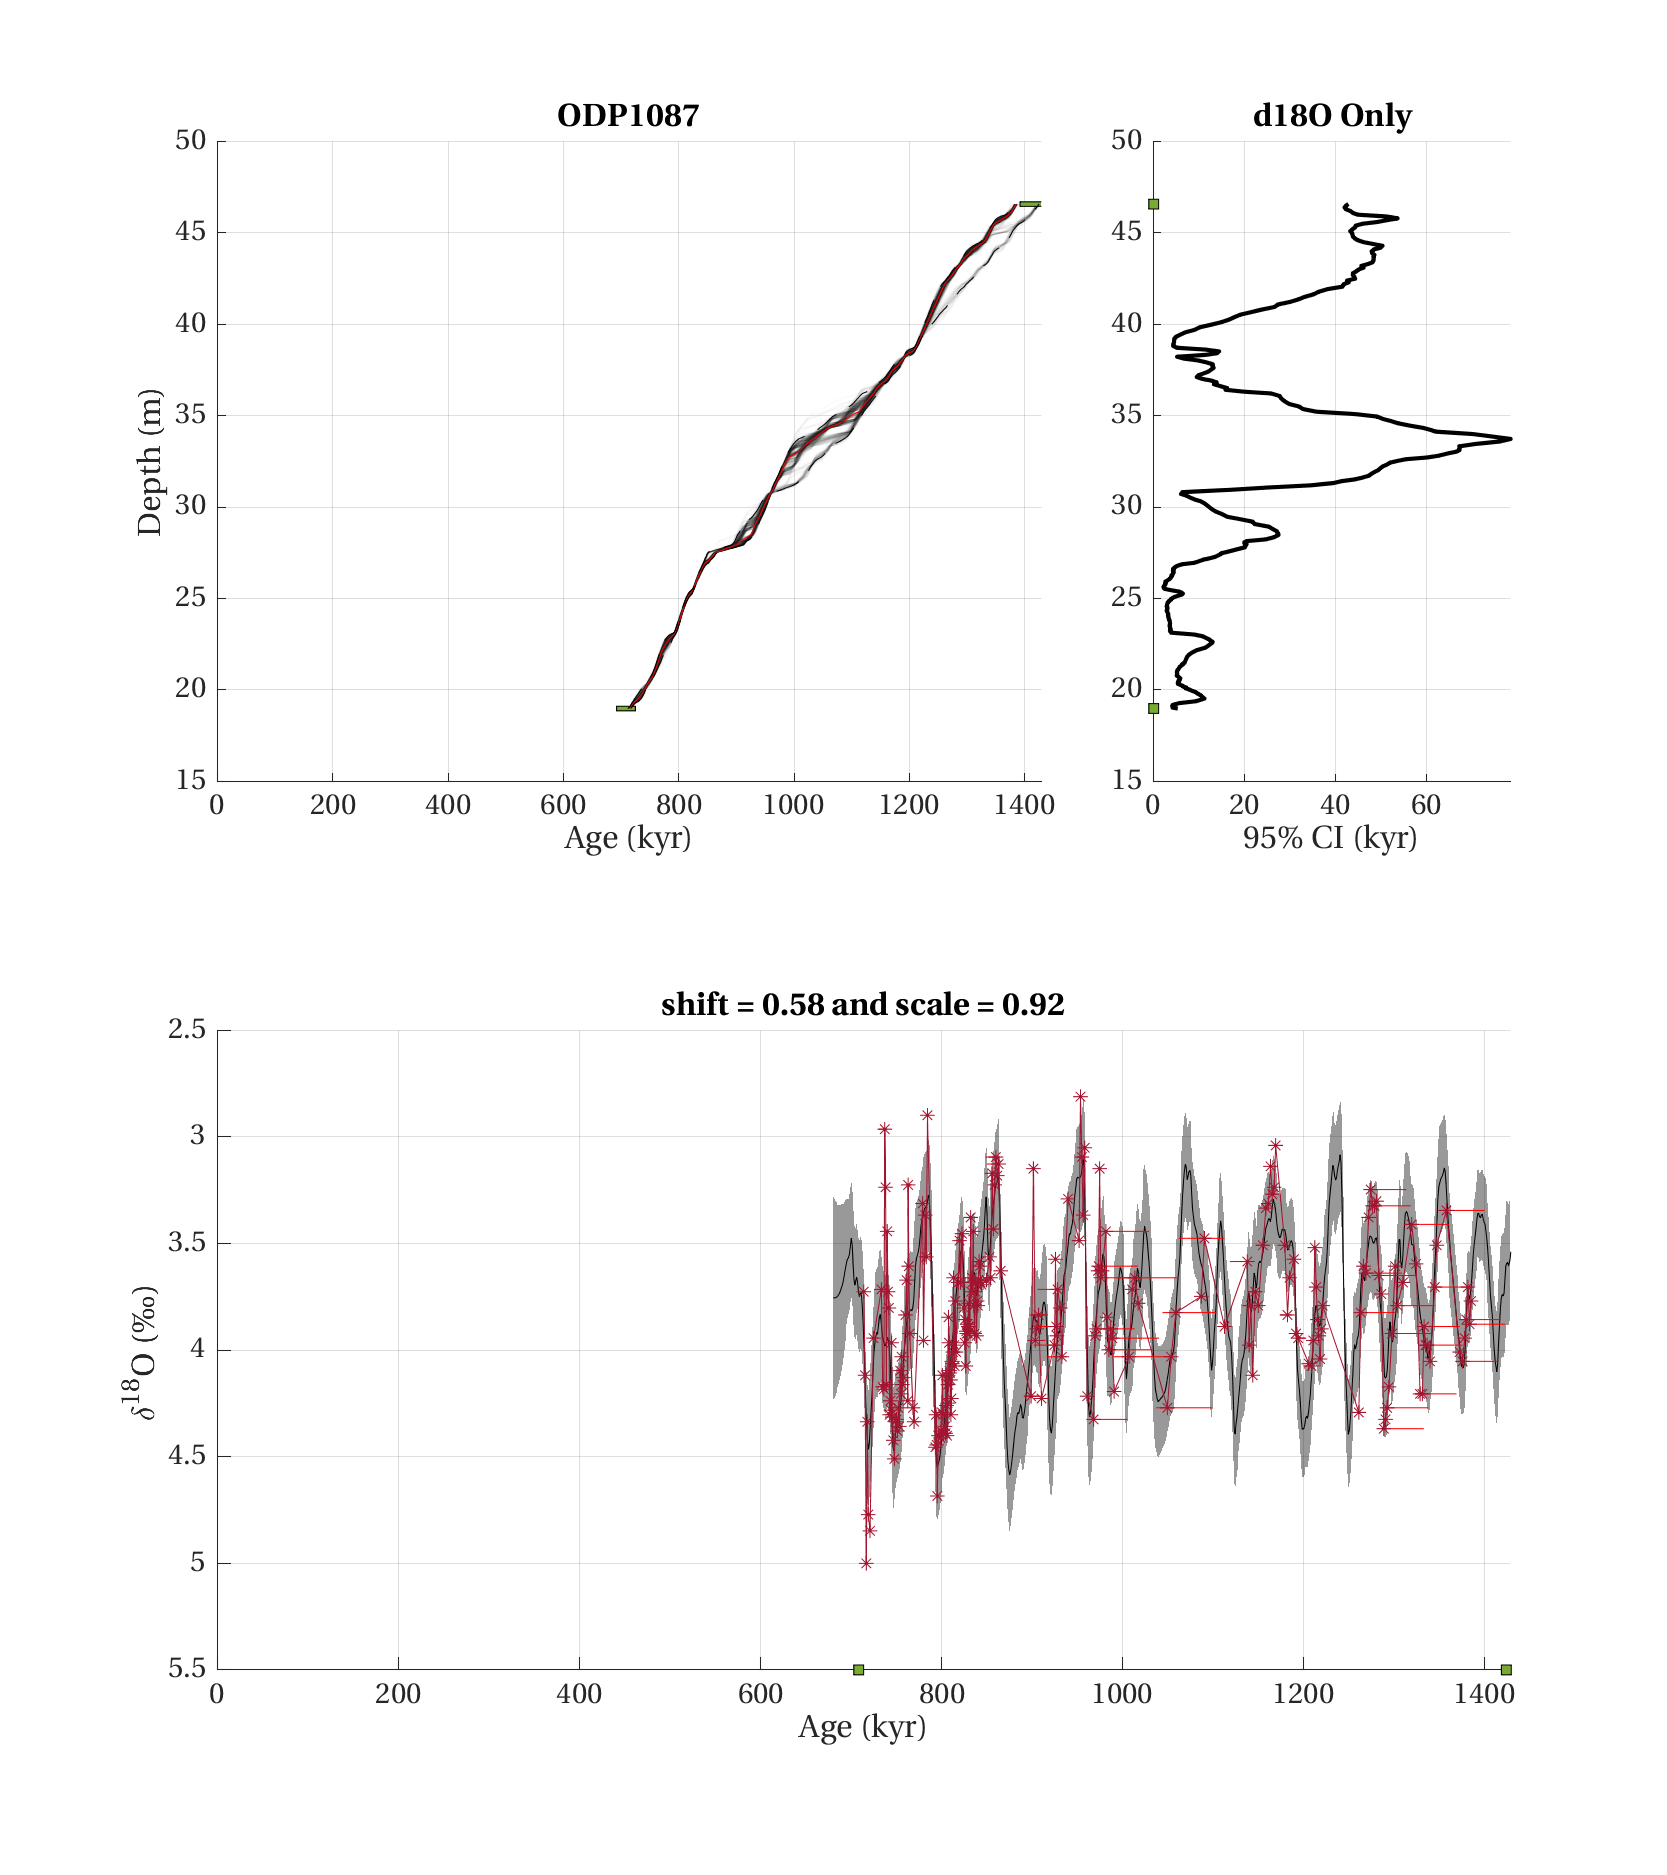 ODP1087
50
45
40
35
30
25
20
15
Depth (m)
0 200 400 600 800 1000 1200 1400
Age (kyr)
d18O Only
50
45
40
35
30
25
20
15
0 20 40 60
95% CI (kyr)
shift = 0.58 and scale = 0.92
2.5
3
3.5
4
4.5
5
5.5
δ18O (‰)
0 200 400 600 800 1000 1200 1400
Age (kyr)